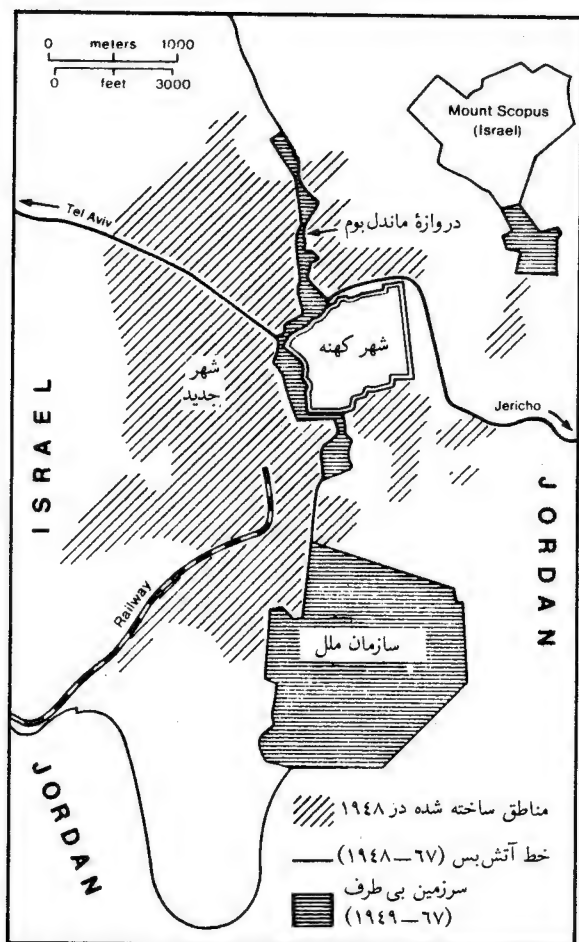 0 meters 1000
0 feet 3000
Mount Scopus
(Israel)
Tel Aviv
دروازهٔ ماندل‌بوم
شهر کهنه
شهر
جدید
Jericho
ISRAEL
JORDAN
Railway
سازمان ملل
JORDAN
مناطق ساخته شده در ۱۹۴۸
خط آتش‌بس (۶۷—۱۹۴۸)
سرزمین بی‌طرف
(۶۷—۱۹۴۹)